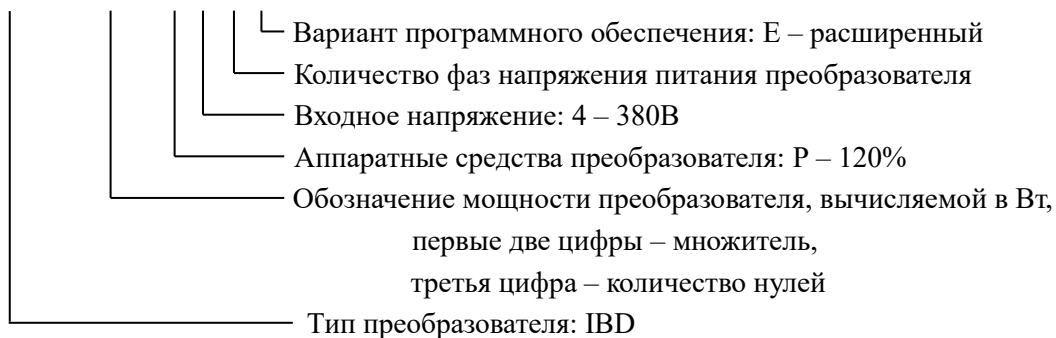 Вариант программного обеспечения: E – расширенный
Количество фаз напряжения питания преобразователя
Входное напряжение: 4 – 380В
Аппаратные средства преобразователя: P – 120%
Обозначение мощности преобразователя, вычисляемой в Вт,
первые две цифры – множитель,
третья цифра – количество нулей
Тип преобразователя: IBD